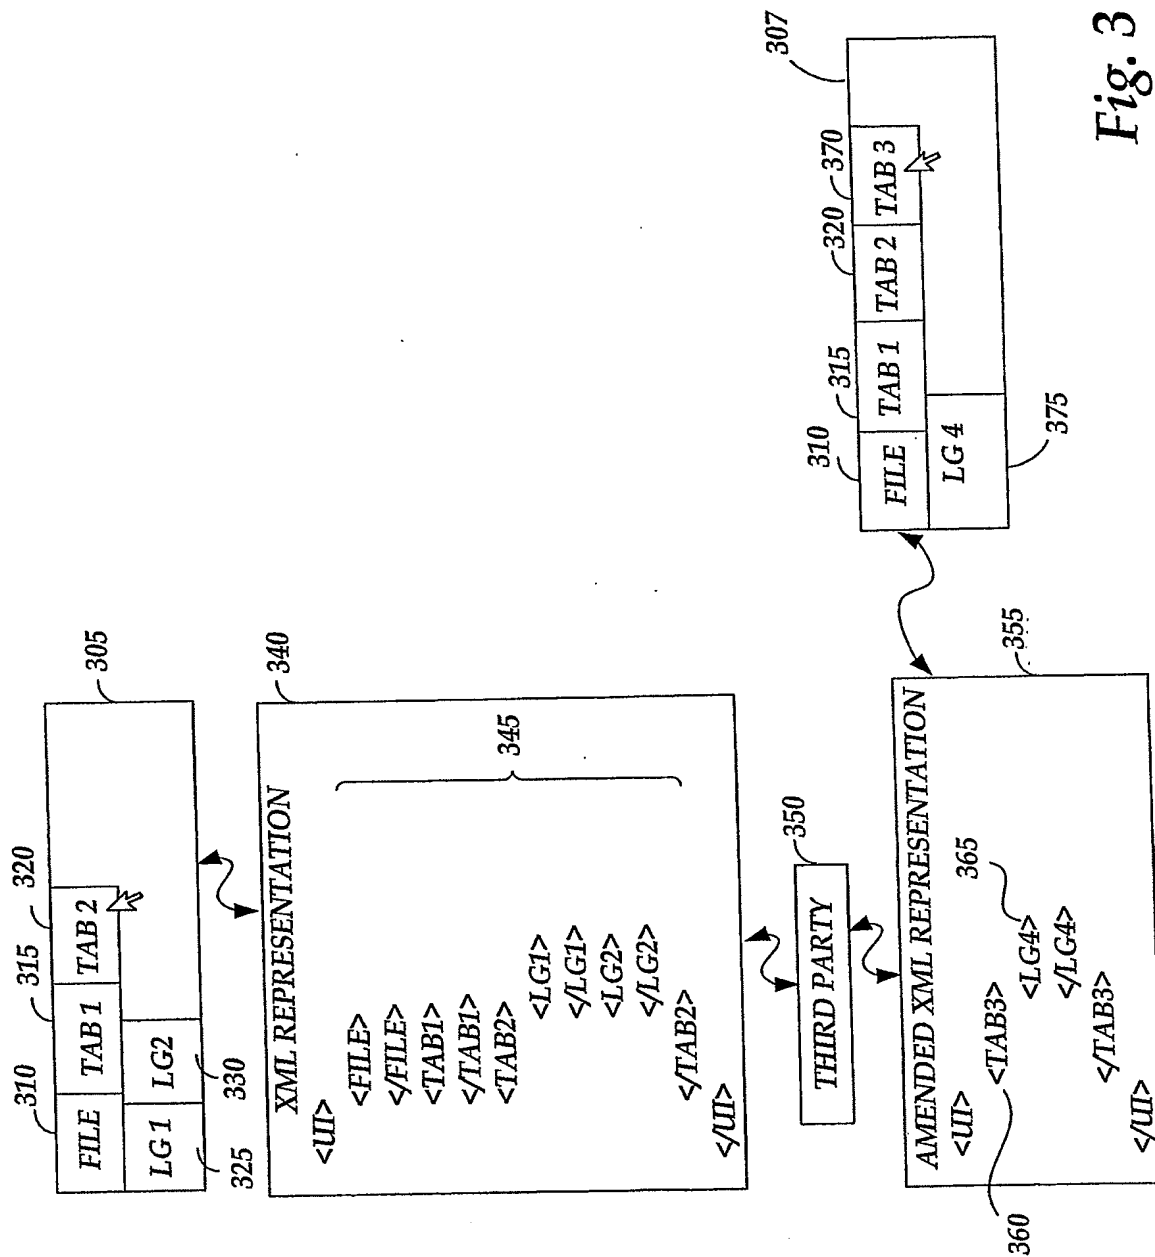 310
315
320
305
FILE
TAB 1
TAB 2
LG 1
LG2
325
330
340
XML REPRESENTATION
<UI>
<FILE>
</FILE>
<TAB1>
</TAB1>
<TAB2>
<LG1>
</LG1>
<LG2>
</LG2>
</TAB2>
</UI>
345
350
THIRD PARTY
355
AMENDED XML REPRESENTATION
<UI>
<TAB3>
<LG4>
</LG4>
</TAB3>
</UI>
360
365
310
315
320
370
307
FILE
TAB 1
TAB 2
TAB 3
LG 4
375
Fig. 3